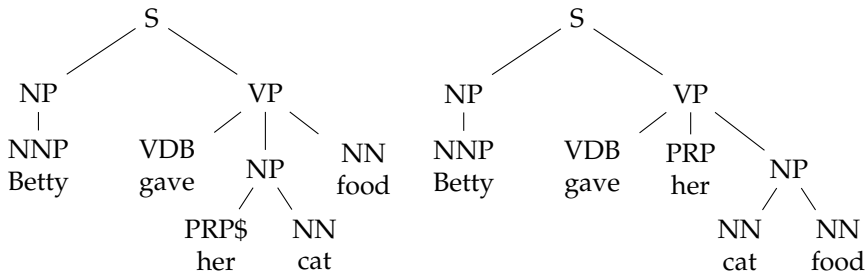 S S
NP VP NP VP
NNP VDB NP NN NNP VDB PRP NP
Betty gave food Betty gave her
PRP$ NN NN NN
her cat cat food